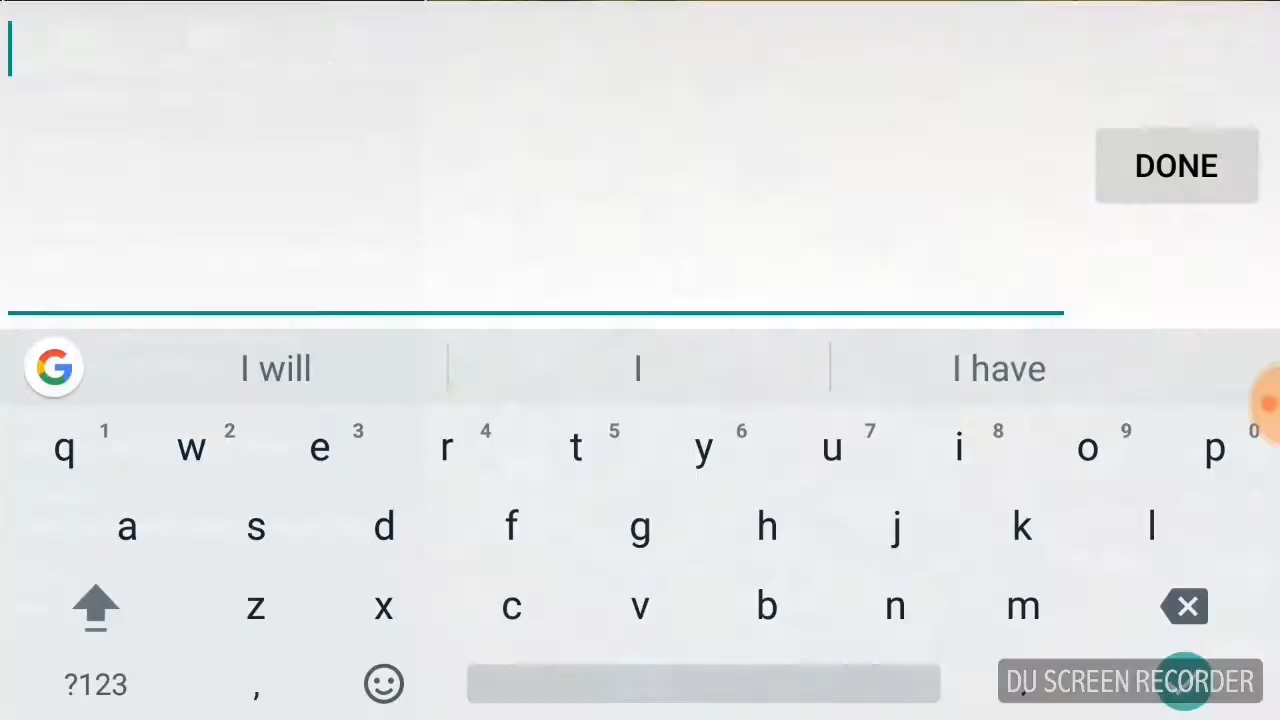 DONE
G I will I I have
q 1 w 2 e 3 r 4 t 5 y 6 u 7 i 8 o 9 p 0
a s d f g h j k l
z x c v b n m
?123 , . DU SCREEN RECORDER